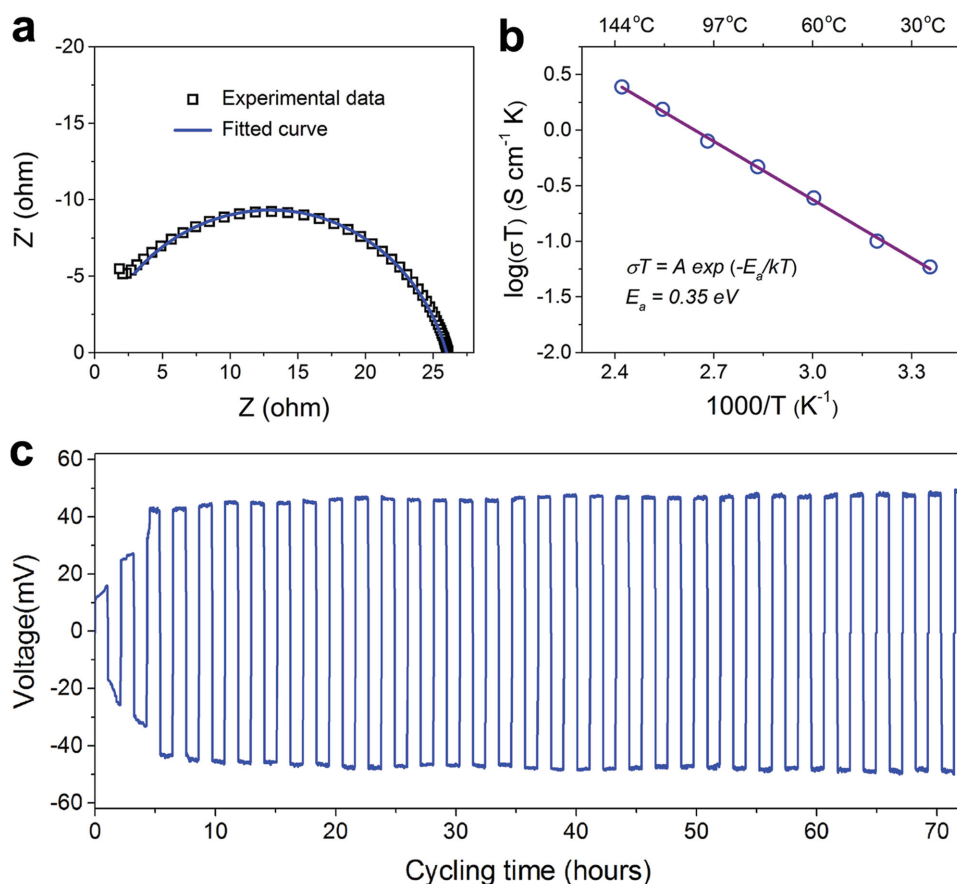 a
-20
-15
-10
-5
0
Z' (ohm)
Experimental data
Fitted curve
0 5 10 15 20 25
Z (ohm)
b
144°C 97°C 60°C 30°C
0.5
0.0
-0.5
-1.0
-1.5
-2.0
log(σT) (S cm⁻¹ K)
σT = A exp (-Eₐ/kT)
Eₐ = 0.35 eV
2.4 2.7 3.0 3.3
1000/T (K⁻¹)
c
60
40
20
0
-20
-40
-60
Voltage(mV)
0 10 20 30 40 50 60 70
Cycling time (hours)